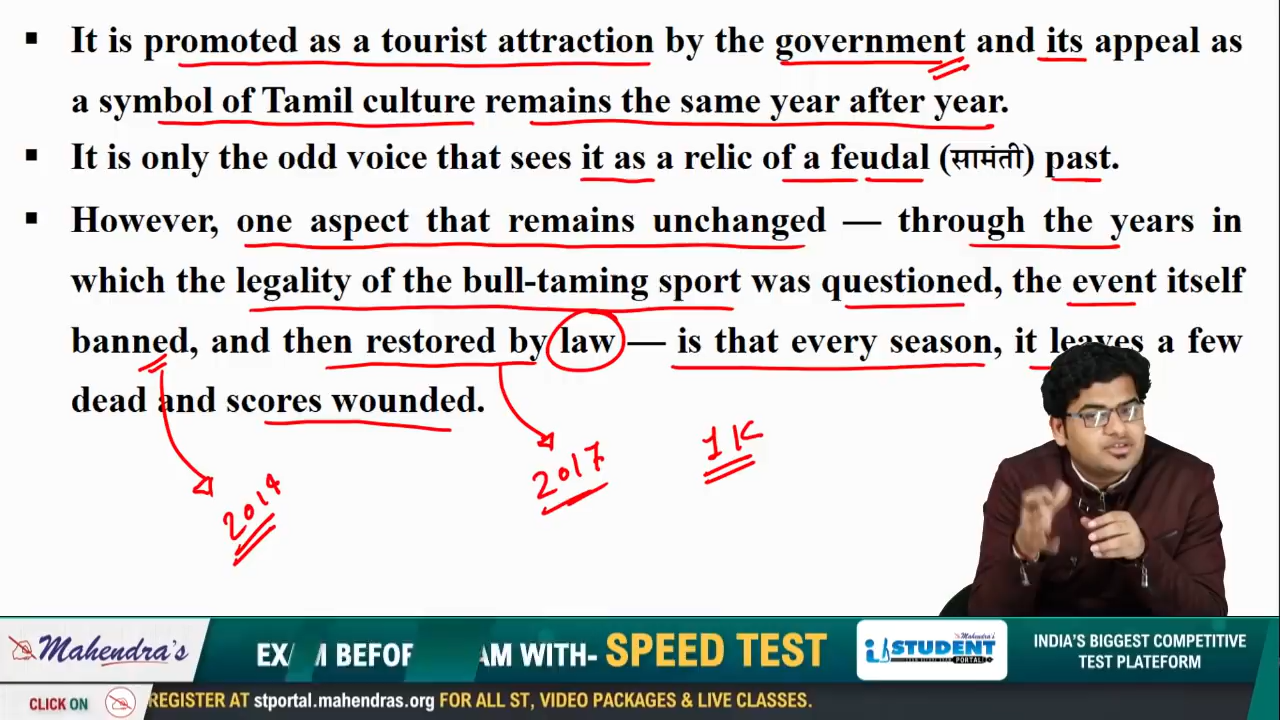 ▪ It is promoted as a tourist attraction by the government and its appeal as
a symbol of Tamil culture remains the same year after year.
▪ It is only the odd voice that sees it as a relic of a feudal (सामंती) past.
▪ However, one aspect that remains unchanged — through the years in
which the legality of the bull-taming sport was questioned, the event itself
banned, and then restored by law — is that every season, it leaves a few
dead and scores wounded.
2014
2017
1K
Mahendra's
EXAM BEFOF AM WITH- SPEED TEST
Mahendra's
STUDENT
PORTAL
INDIA'S BIGGEST COMPETITIVE
TEST PLATEFORM
CLICK ON
REGISTER AT stportal.mahendras.org FOR ALL ST, VIDEO PACKAGES & LIVE CLASSES.